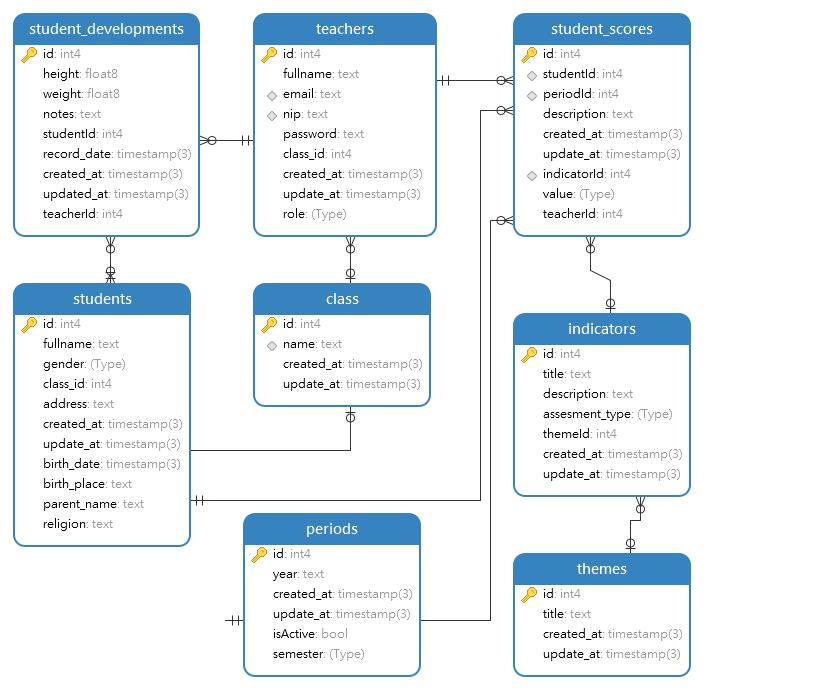 student_developments
id: int4
height: float8
weight: float8
notes: text
studentId: int4
record_date: timestamp(3)
created_at: timestamp(3)
updated_at: timestamp(3)
teacherId: int4
teachers
id: int4
fullname: text
email: text
nip: text
password: text
class_id: int4
created_at: timestamp(3)
update_at: timestamp(3)
role: (Type)
student_scores
id: int4
studentId: int4
periodId: int4
description: text
created_at: timestamp(3)
update_at: timestamp(3)
indicatorId: int4
value: (Type)
teacherId: int4
students
id: int4
fullname: text
gender: (Type)
class_id: int4
address: text
created_at: timestamp(3)
update_at: timestamp(3)
birth_date: timestamp(3)
birth_place: text
parent_name: text
religion: text
class
id: int4
name: text
created_at: timestamp(3)
update_at: timestamp(3)
indicators
id: int4
title: text
description: text
assesment_type: (Type)
themeId: int4
created_at: timestamp(3)
update_at: timestamp(3)
periods
id: int4
year: text
created_at: timestamp(3)
update_at: timestamp(3)
isActive: bool
semester: (Type)
themes
id: int4
title: text
created_at: timestamp(3)
update_at: timestamp(3)